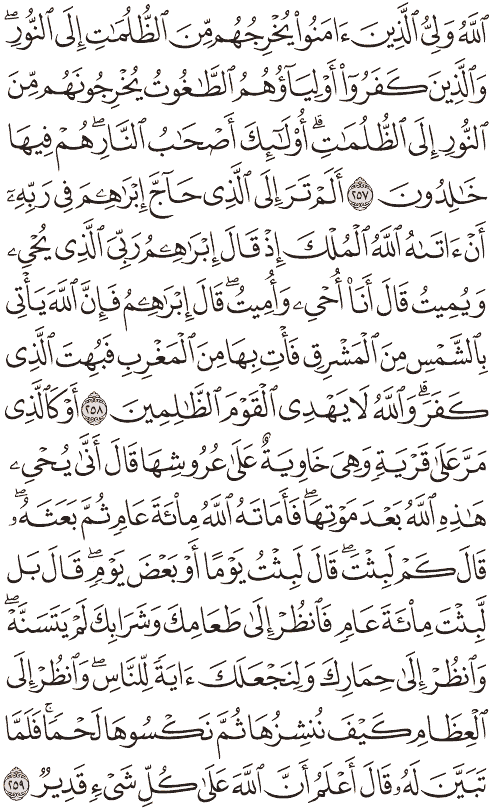 ٱللَّهُ وَلِىُّ ٱلَّذِينَ ءَامَنُوا۟ يُخْرِجُهُم مِّنَ ٱلظُّلُمَـٰتِ إِلَى ٱلنُّورِ ۖ
وَٱلَّذِينَ كَفَرُوٓا۟ أَوْلِيَآؤُهُمُ ٱلطَّـٰغُوتُ يُخْرِجُونَهُم مِّنَ
ٱلنُّورِ إِلَى ٱلظُّلُمَـٰتِ ۗ أُو۟لَـٰٓئِكَ أَصْحَـٰبُ ٱلنَّارِ ۖ هُمْ فِيهَا
خَـٰلِدُونَ ٢٥٧ أَلَمْ تَرَ إِلَى ٱلَّذِى حَآجَّ إِبْرَٰهِـۧمَ فِى رَبِّهِۦٓ
أَنْ ءَاتَىٰهُ ٱللَّهُ ٱلْمُلْكَ إِذْ قَالَ إِبْرَٰهِـۧمُ رَبِّىَ ٱلَّذِى يُحْىِۦ
وَيُمِيتُ قَالَ أَنَا۠ أُحْىِۦ وَأُمِيتُ ۖ قَالَ إِبْرَٰهِـۧمُ فَإِنَّ ٱللَّهَ يَأْتِى
بِٱلشَّمْسِ مِنَ ٱلْمَشْرِقِ فَأْتِ بِهَا مِنَ ٱلْمَغْرِبِ فَبُهِتَ ٱلَّذِى
كَفَرَ ۗ وَٱللَّهُ لَا يَهْدِى ٱلْقَوْمَ ٱلظَّـٰلِمِينَ ٢٥٨ أَوْ كَٱلَّذِى
مَرَّ عَلَىٰ قَرْيَةٍ وَهِىَ خَاوِيَةٌ عَلَىٰ عُرُوشِهَا قَالَ أَنَّىٰ يُحْىِۦ
هَـٰذِهِ ٱللَّهُ بَعْدَ مَوْتِهَا ۖ فَأَمَاتَهُ ٱللَّهُ مِا۟ئَةَ عَامٍ ثُمَّ بَعَثَهُۥ ۖ
قَالَ كَمْ لَبِثْتَ ۖ قَالَ لَبِثْتُ يَوْمًا أَوْ بَعْضَ يَوْمٍ ۖ قَالَ بَل
لَّبِثْتَ مِا۟ئَةَ عَامٍ فَٱنظُرْ إِلَىٰ طَعَامِكَ وَشَرَابِكَ لَمْ يَتَسَنَّهْ ۖ
وَٱنظُرْ إِلَىٰ حِمَارِكَ وَلِنَجْعَلَكَ ءَايَةً لِّلنَّاسِ ۖ وَٱنظُرْ إِلَى
ٱلْعِظَامِ كَيْفَ نُنشِزُهَا ثُمَّ نَكْسُوهَا لَحْمًا ۚ فَلَمَّا
تَبَيَّنَ لَهُۥ قَالَ أَعْلَمُ أَنَّ ٱللَّهَ عَلَىٰ كُلِّ شَىْءٍ قَدِيرٌ ٢٥٩